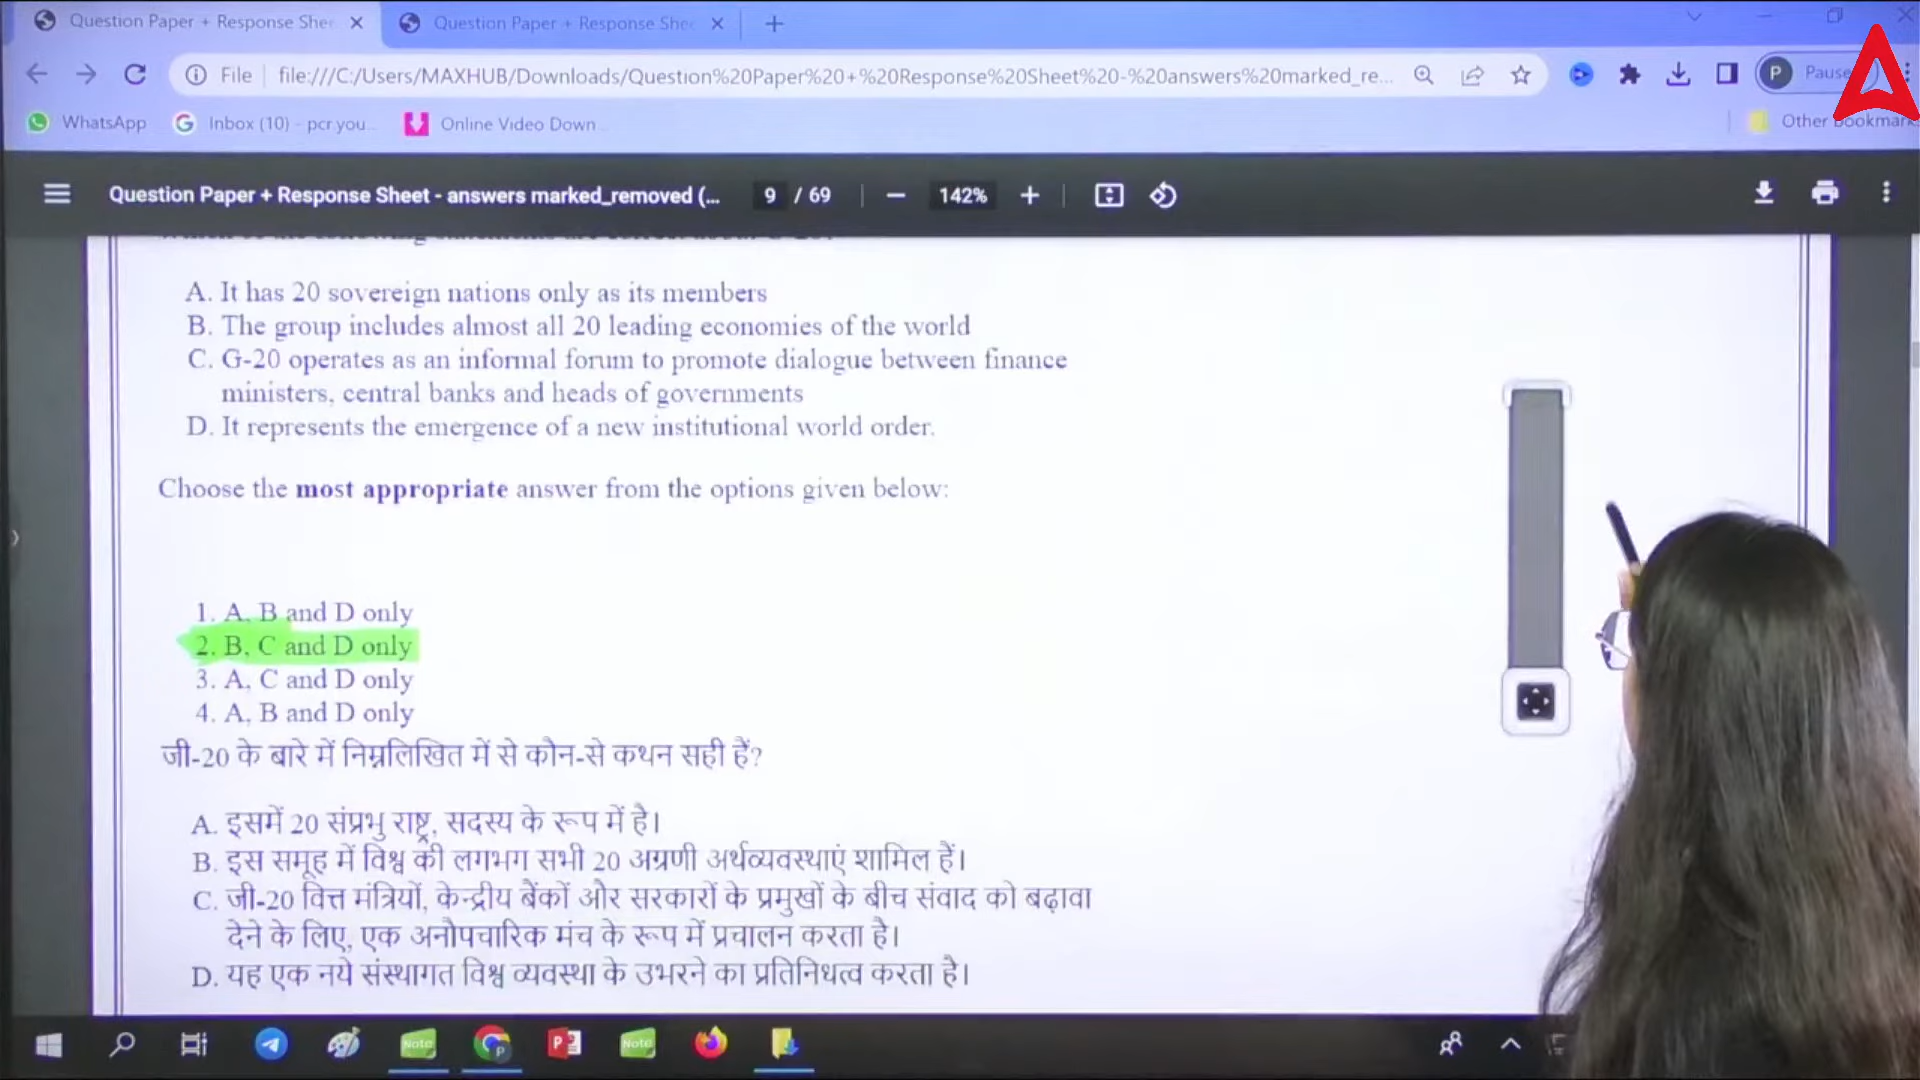 Question Paper + Response Shee
Question Paper + Response Shee
File
file:///C:/Users/MAXHUB/Downloads/Question%20Paper%20+%20Response%20Sheet%20-%20answers%20marked_re...
P
Pause
WhatsApp
Inbox (10) - pcr.you...
Online Video Down...
Other bookmark
Question Paper + Response Sheet - answers marked_removed (...
9 / 69
142%
A. It has 20 sovereign nations only as its members
B. The group includes almost all 20 leading economies of the world
C. G-20 operates as an informal forum to promote dialogue between finance
ministers, central banks and heads of governments
D. It represents the emergence of a new institutional world order.
Choose the most appropriate answer from the options given below:
1. A, B and D only
2. B, C and D only
3. A, C and D only
4. A, B and D only
जी-20 के बारे में निम्नलिखित में से कौन-से कथन सही हैं?
A. इसमें 20 संप्रभु राष्ट्र, सदस्य के रूप में है।
B. इस समूह में विश्व की लगभग सभी 20 अग्रणी अर्थव्यवस्थाएं शामिल हैं।
C. जी-20 वित्त मंत्रियों, केन्द्रीय बैंकों और सरकारों के प्रमुखों के बीच संवाद को बढ़ावा
देने के लिए, एक अनौपचारिक मंच के रूप में प्रचालन करता है।
D. यह एक नये संस्थागत विश्व व्यवस्था के उभरने का प्रतिनिधत्व करता है।
Note
P
P
Note